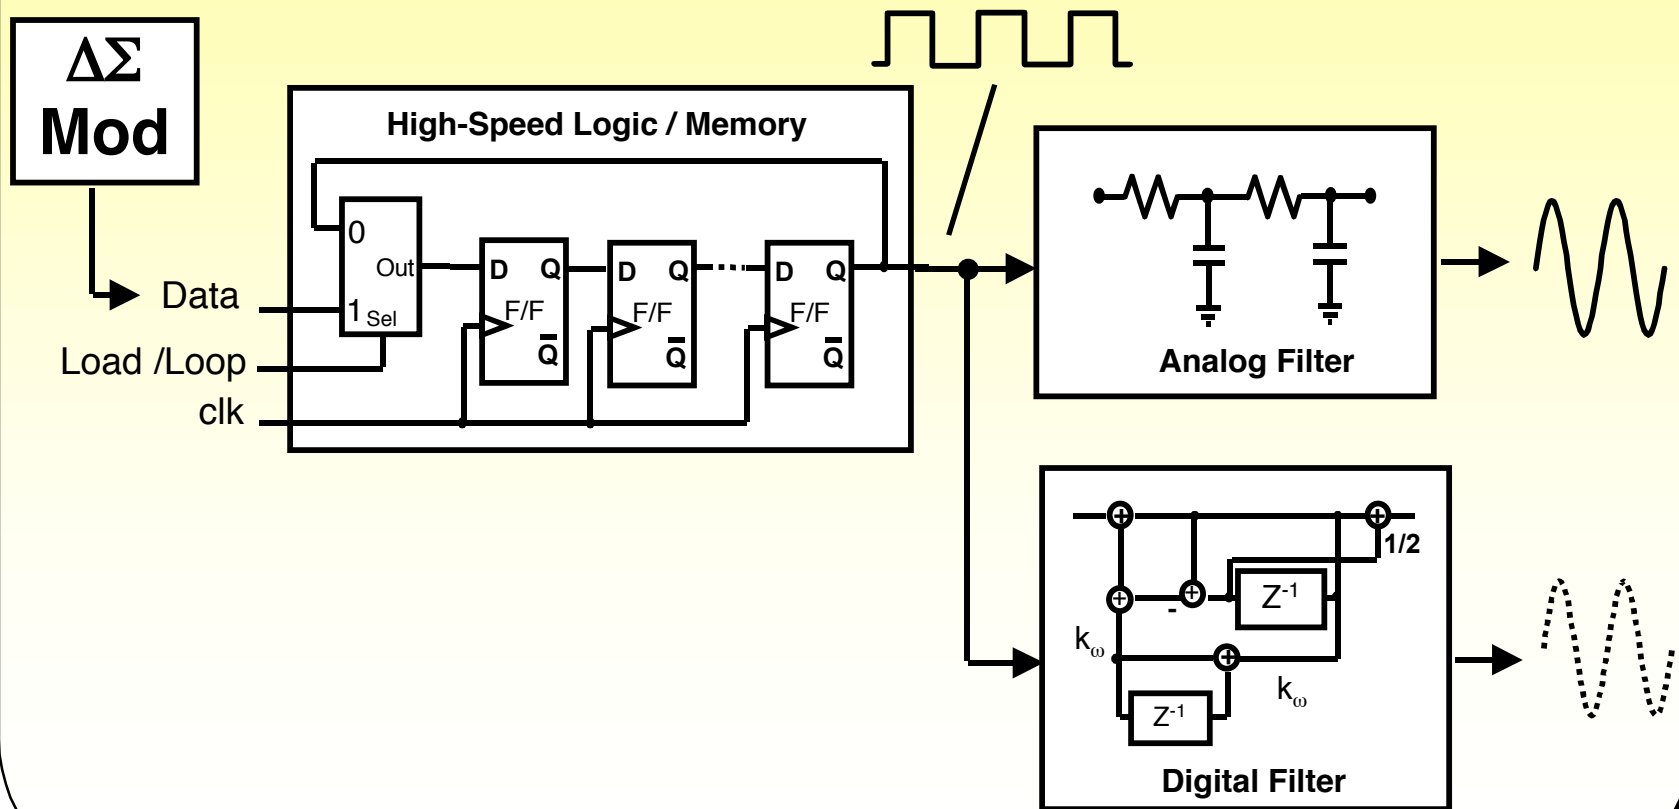 ΔΣ
Mod
High-Speed Logic / Memory
0
Out
1 Sel
D Q
F/F
Q̅
D Q
F/F
Q̅
D Q
F/F
Q̅
Data
Load /Loop
clk
Analog Filter
+
+
1/2
+
+
-
Z-1
kω
+
kω
Z-1
Digital Filter